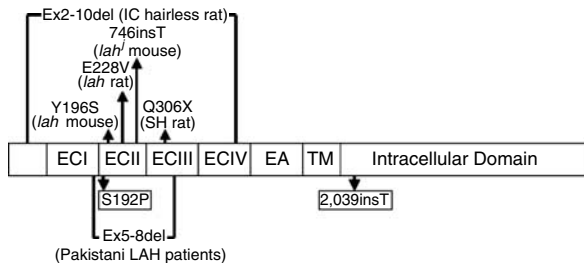 Ex2-10del (IC hairless rat)
746insT
(lahʲ mouse)
E228V
(lah rat)
Y196S
(lah mouse)
Q306X
(SH rat)
ECI ECII ECIII ECIV EA TM Intracellular Domain
S192P
2,039insT
Ex5-8del
(Pakistani LAH patients)